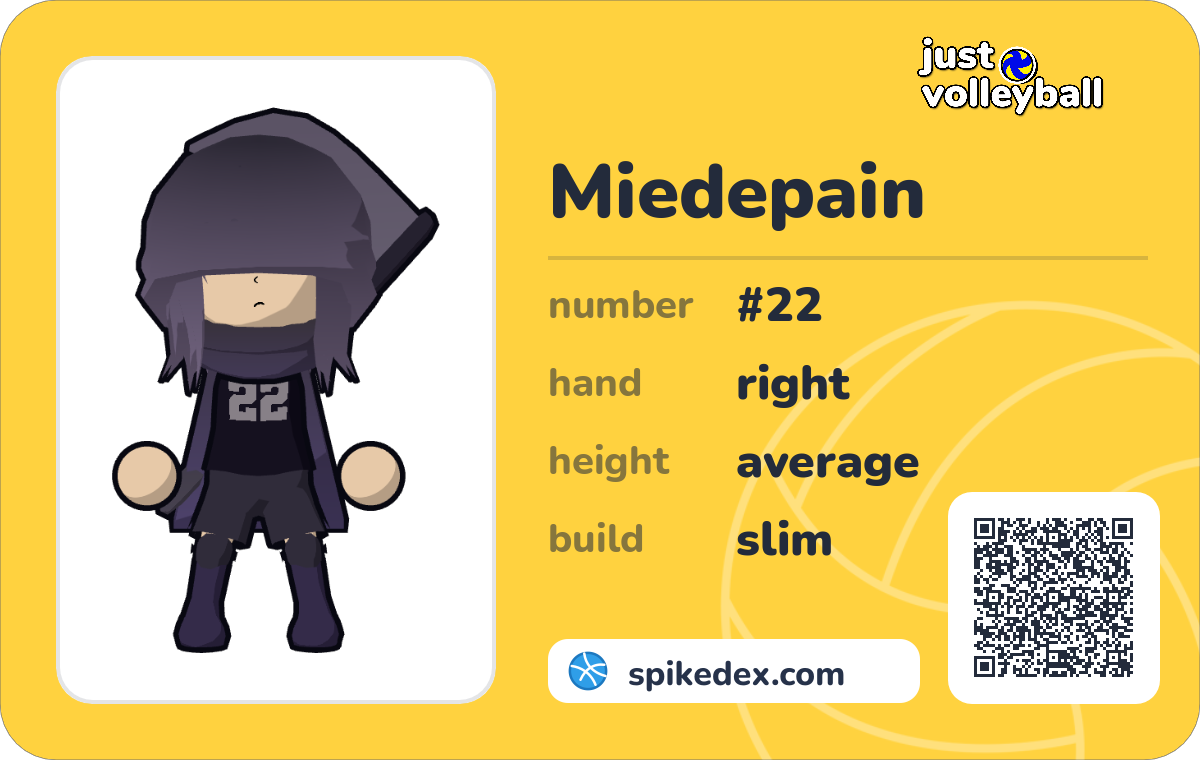 just
volleyball
Miedepain
number #22
hand right
height average
build slim
22
spikedex.com